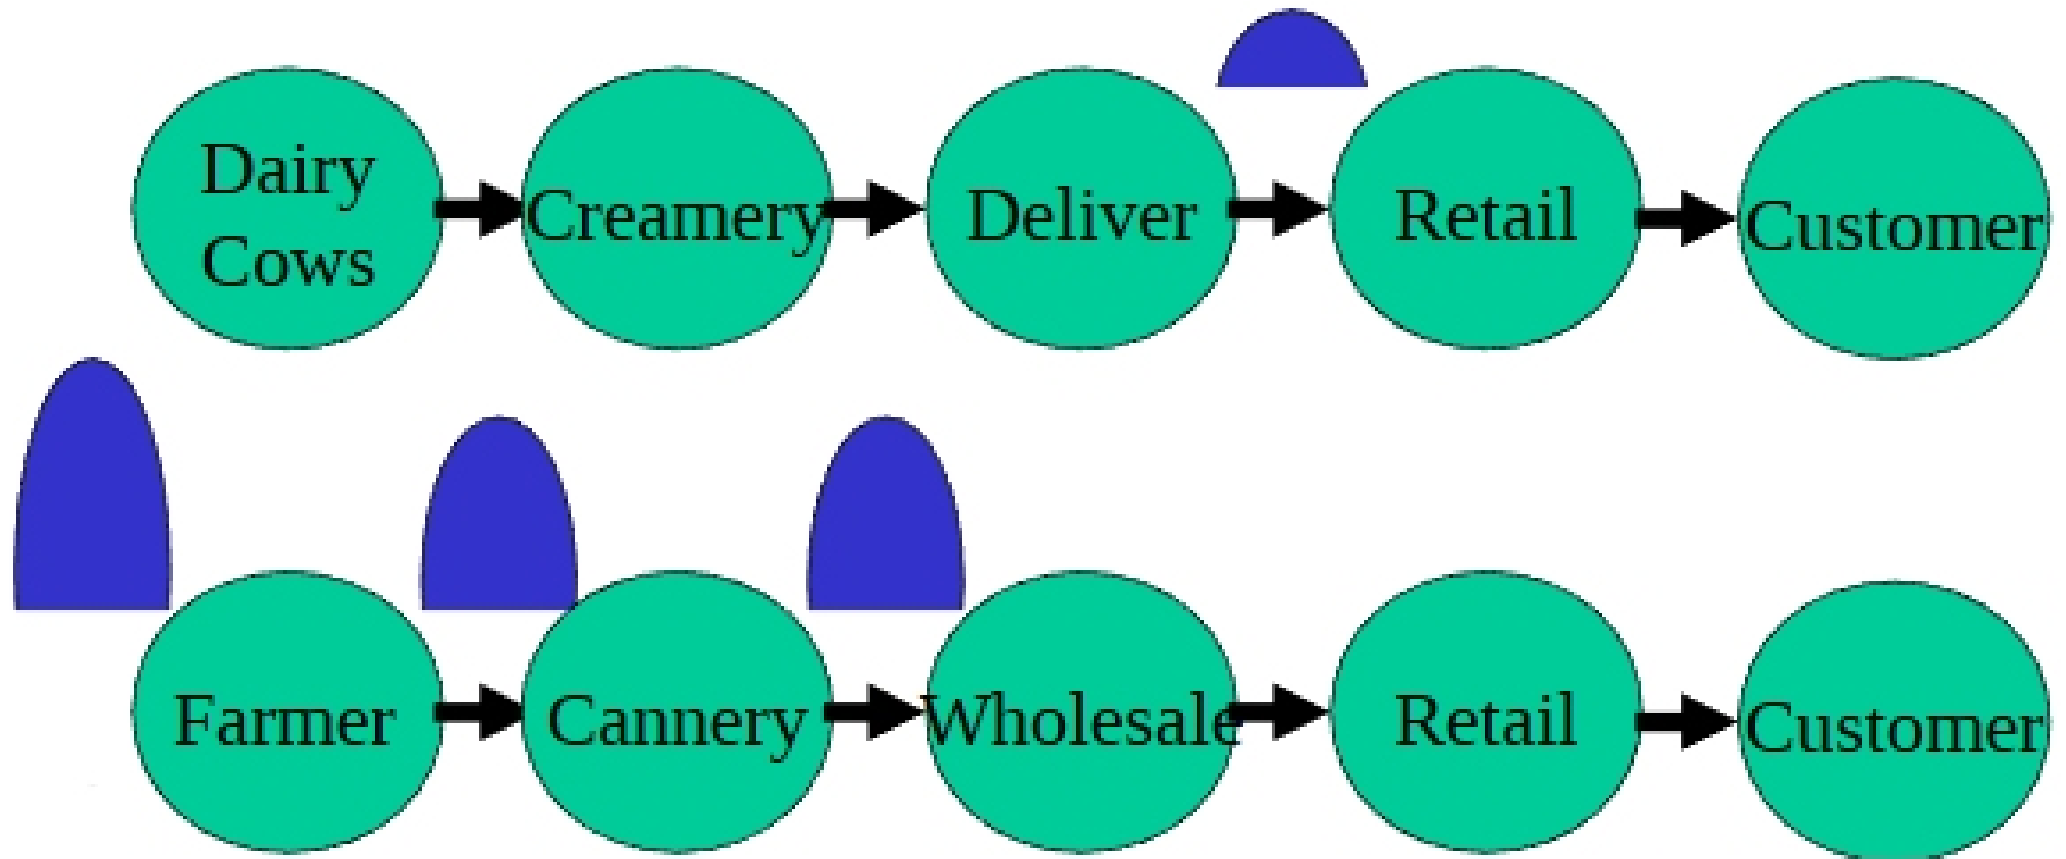 Dairy
Cows
Creamery
Deliver
Retail
Customer
Farmer
Cannery
Wholesale
Retail
Customer